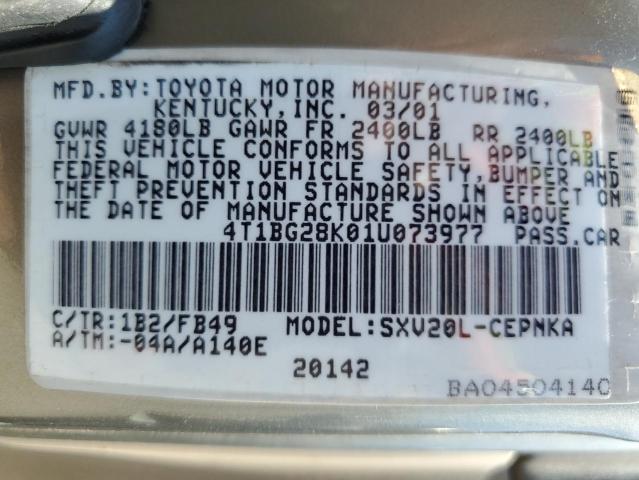 MFD.BY:TOYOTA MOTOR MANUFACTURING,
KENTUCKY,INC. 03/01
GVWR 4180LB GAWR FR 2400LB RR 2400LB
THIS VEHICLE CONFORMS TO ALL APPLICABLE
FEDERAL MOTOR VEHICLE SAFETY,BUMPER AND
THEFT PREVENTION STANDARDS IN EFFECT ON
THE DATE OF MANUFACTURE SHOWN ABOVE
4T1BG28K01U073977 PASS.CAR
C/TR:1B2/FB49 MODEL:SXV20L-CEPNKA
A/TM:-04A/A140E
20142
BA0450414C